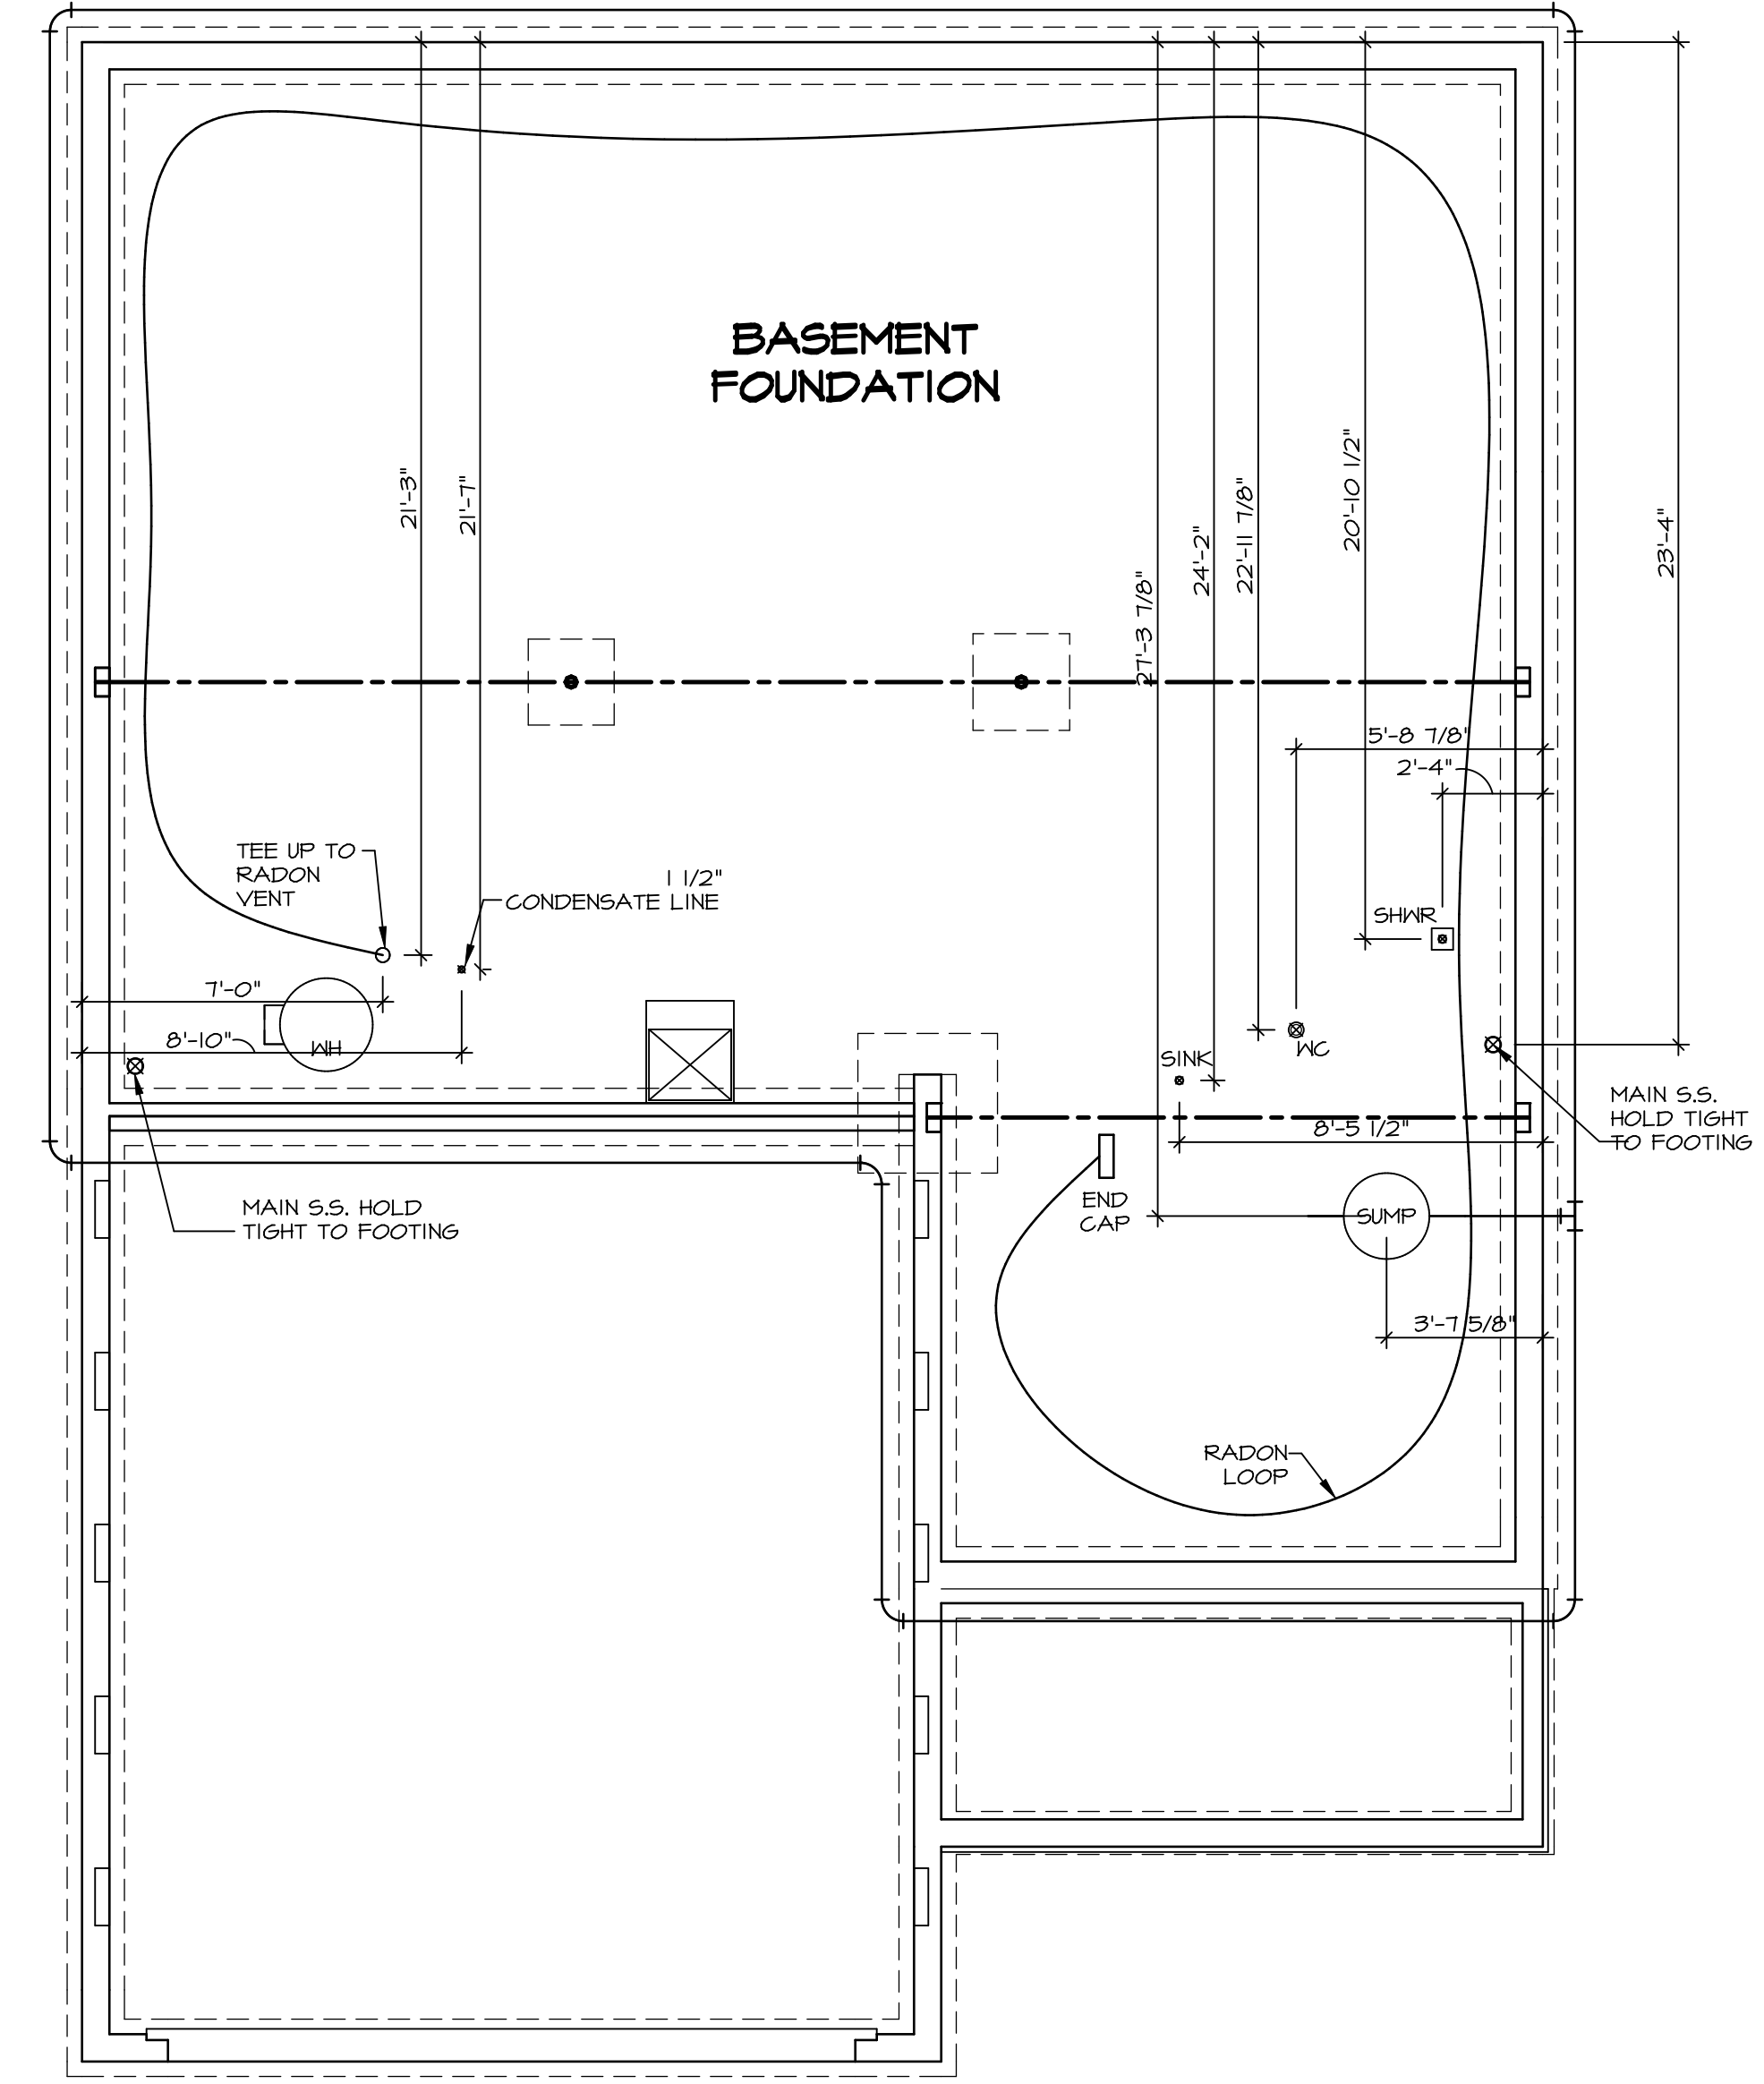 BASEMENT
FOUNDATION
21'-3"
21'-7"
27'-3 7/8"
24'-2"
22'-11 7/8"
20'-10 1/2"
23'-4"
5'-8 7/8"
2'-4"
TEE UP TO
RADON
VENT
1 1/2"
CONDENSATE LINE
SHWR
7'-0"
8'-10"
WH
SINK
WC
MAIN S.S.
HOLD TIGHT
TO FOOTING
8'-5 1/2"
MAIN S.S. HOLD
TIGHT TO FOOTING
END
CAP
SUMP
3'-7 5/8"
RADON
LOOP